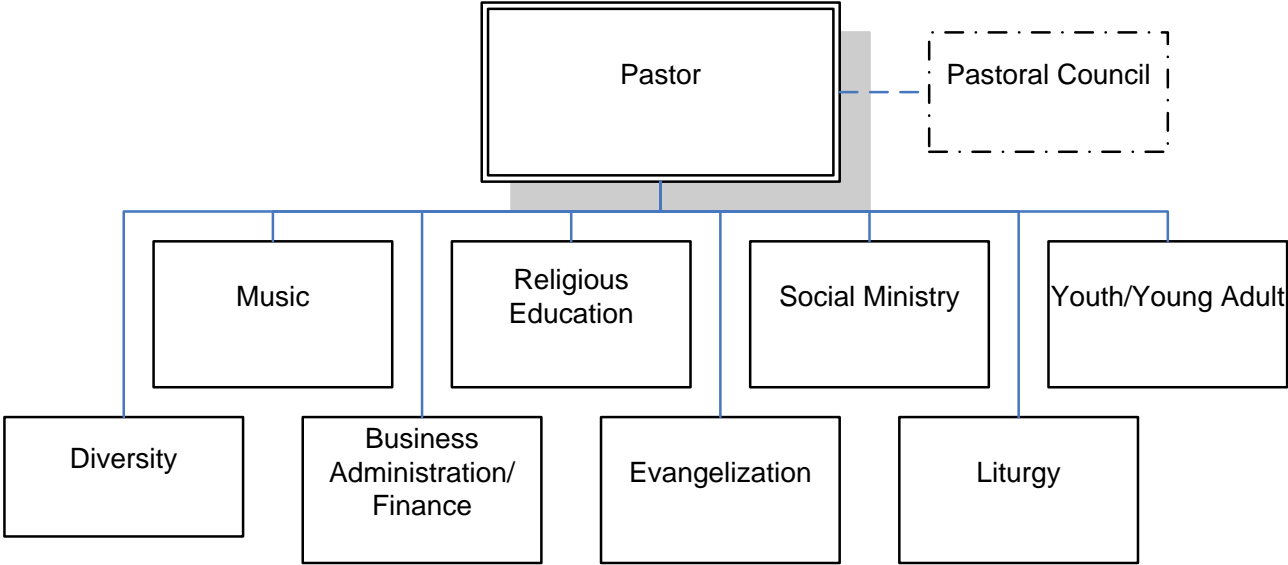 Pastor
Pastoral Council
Music
Religious
Education
Social Ministry
Youth/Young Adult
Diversity
Business
Administration/
Finance
Evangelization
Liturgy